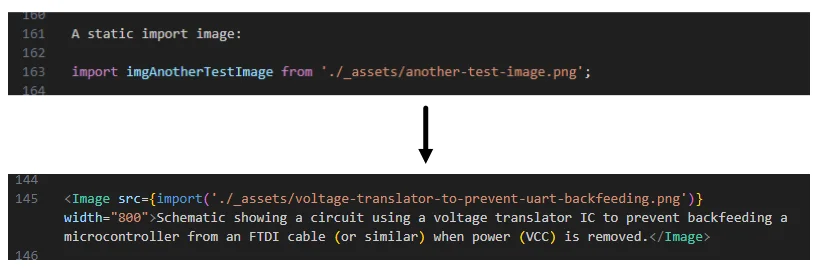 160
161 A static import image:
162
163 import imgAnotherTestImage from './_assets/another-test-image.png';
164
144
145 <Image src={import('./_assets/voltage-translator-to-prevent-uart-backfeeding.png')}
width="800">Schematic showing a circuit using a voltage translator IC to prevent backfeeding a
microcontroller from an FTDI cable (or similar) when power (VCC) is removed.</Image>
146